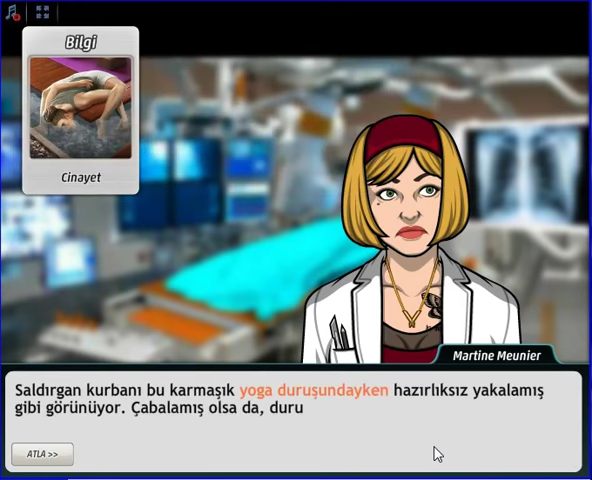 Bilgi
Cinayet
Martine Meunier
Saldırgan kurbanı bu karmaşık yoga duruşundayken hazırlıksız yakalamış
gibi görünüyor. Çabalamış olsa da, duru
ATLA >>